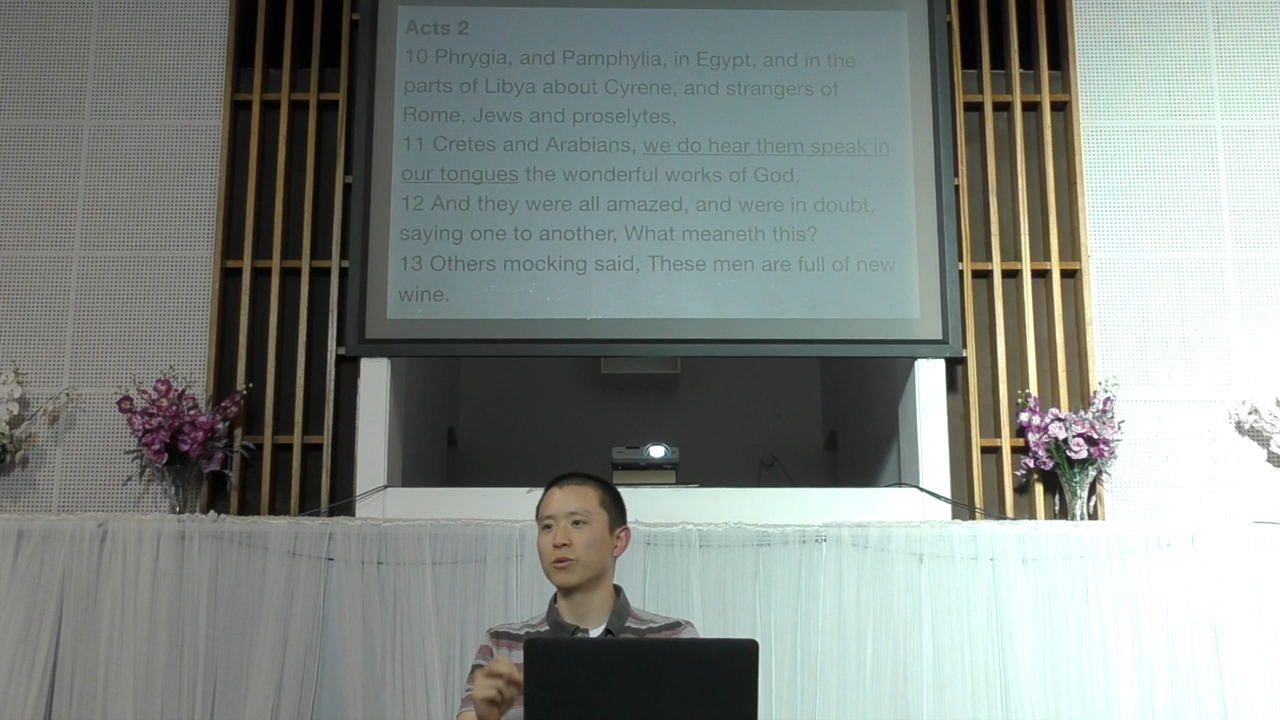 Acts 2
10 Phrygia, and Pamphylia, in Egypt, and in the
parts of Libya about Cyrene, and strangers of
Rome, Jews and proselytes,
11 Cretes and Arabians, we do hear them speak in
our tongues the wonderful works of God.
12 And they were all amazed, and were in doubt,
saying one to another, What meaneth this?
13 Others mocking said, These men are full of new
wine.